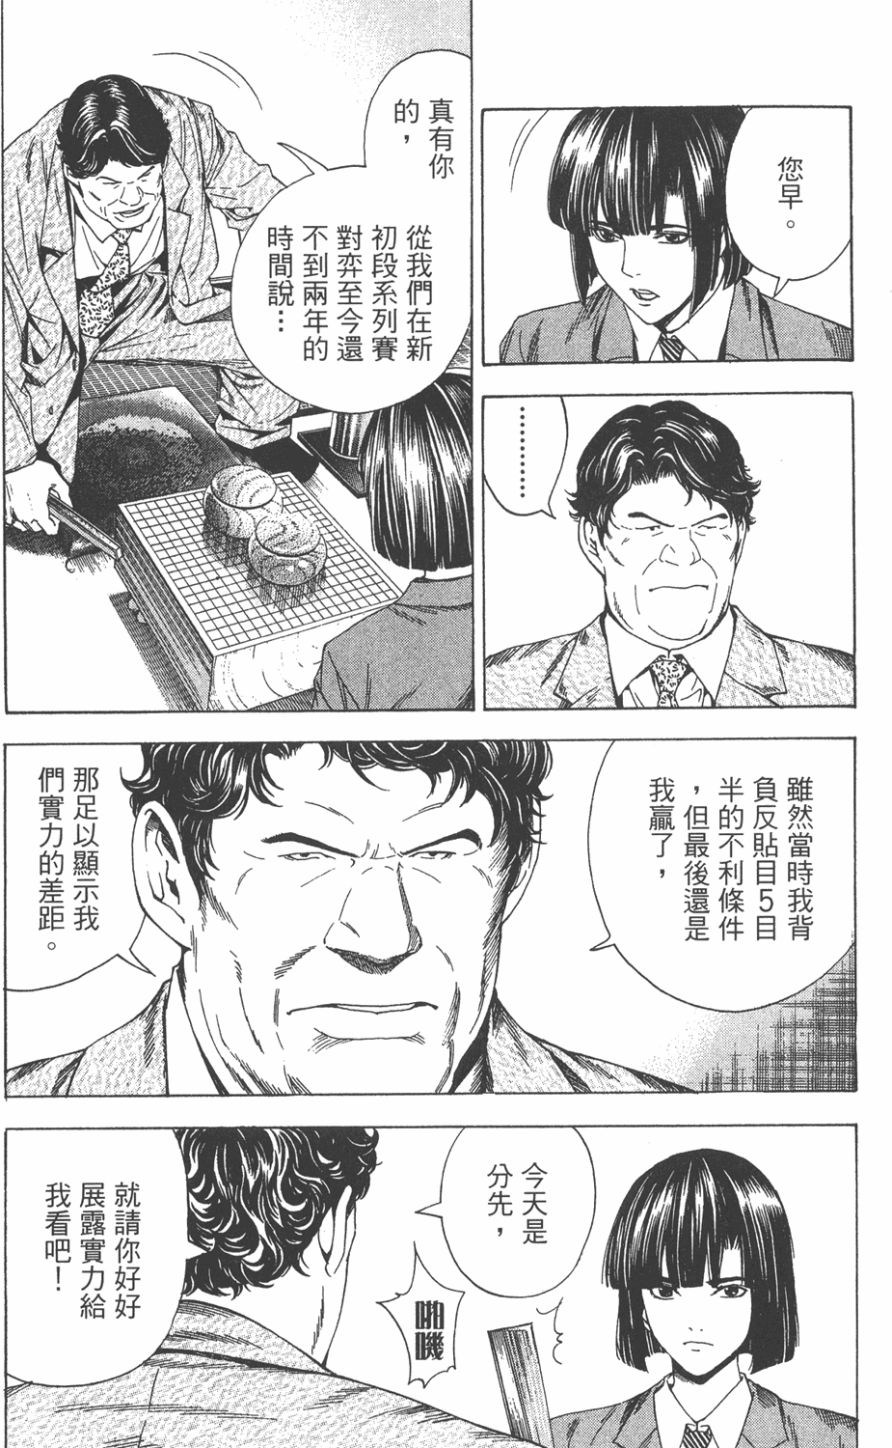 您早。
………
真有你
的，
從我們在新
初段系列賽
對弈至今還
不到兩年的
時間說…
雖然當時我背
負反貼目5目
半的不利條件
，但最後還是
我贏了，
那足以顯示我
們實力的差距。
今天是
分先，
啪嘰
就請你好好
展露實力給
我看吧！